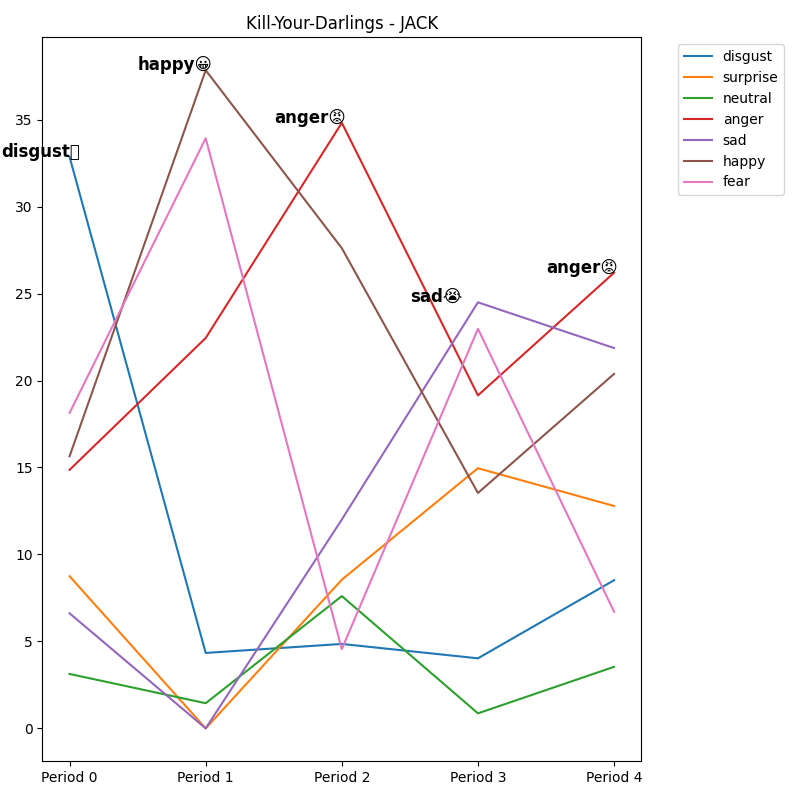 Kill-Your-Darlings - JACK
happy😀
anger😡
disgust▯
anger😡
sad😭
35
30
25
20
15
10
5
0
Period 0 Period 1 Period 2 Period 3 Period 4
disgust
surprise
neutral
anger
sad
happy
fear